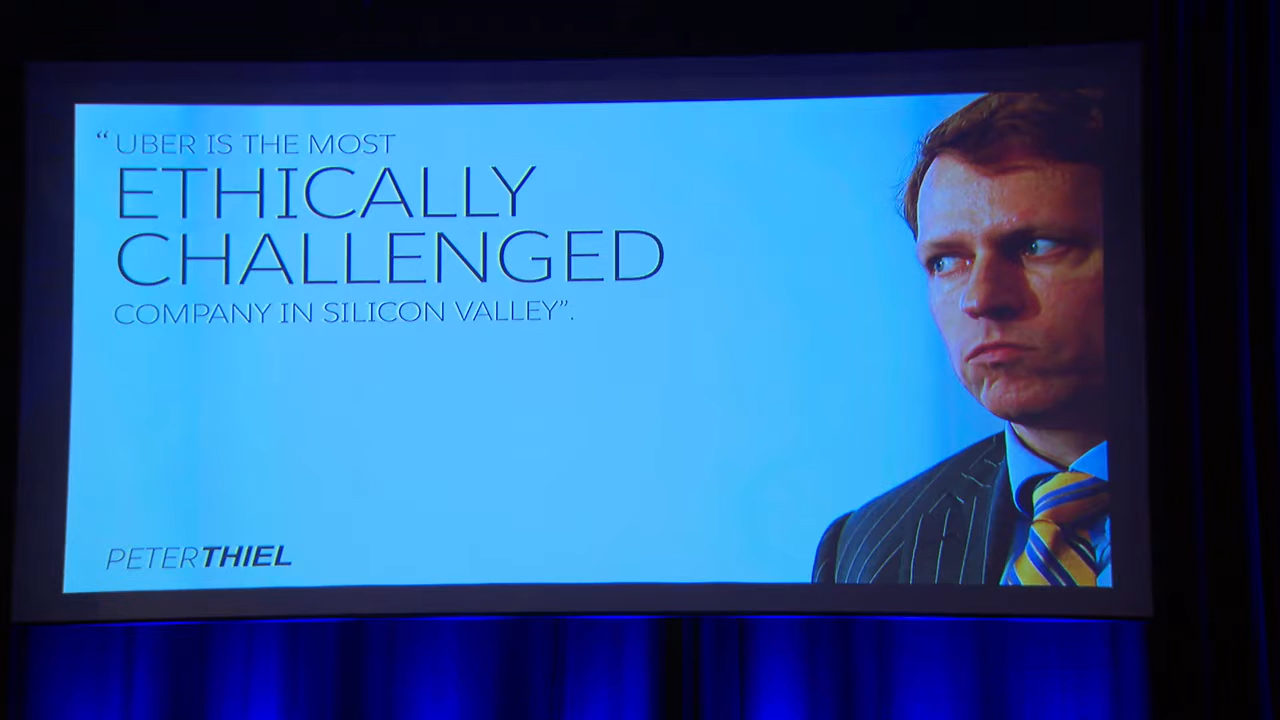 “ UBER IS THE MOST
ETHICALLY
CHALLENGED
COMPANY IN SILICON VALLEY”.
PETERTHIEL